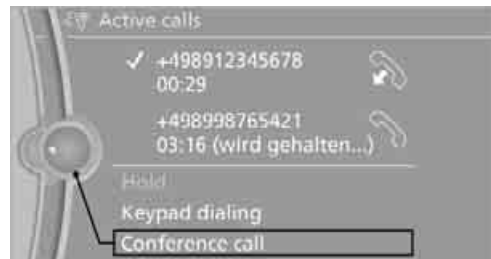 Active calls
+498912345678
00:29
+498998765421
03:16 (wird gehalten...)
Hold
Keypad dialing
Conference call